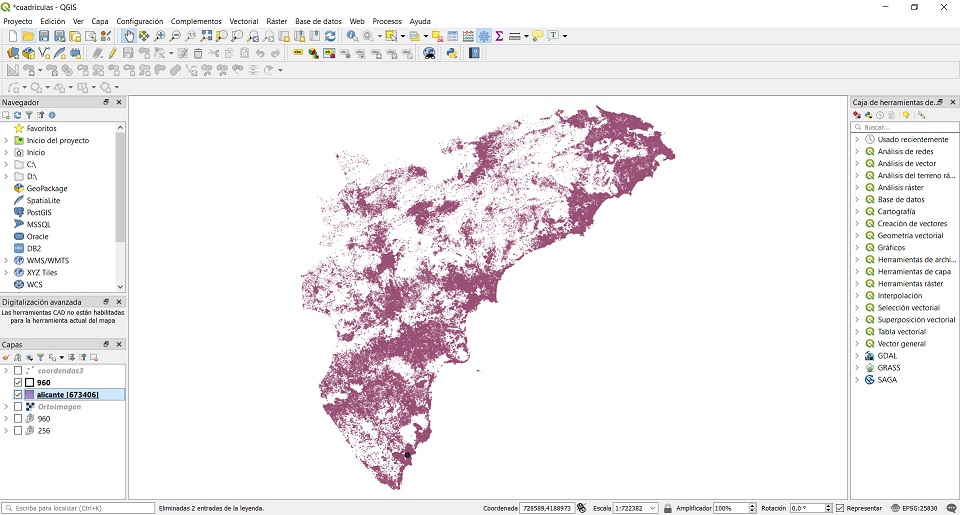 *cuadriculas - QGIS
Proyecto Edición Ver Capa Configuración Complementos Vectorial Ráster Base de datos Web Procesos Ayuda
Navegador
Favoritos
Inicio del proyecto
Inicio
C:\
D:\
GeoPackage
SpatiaLite
PostGIS
MSSQL
Oracle
DB2
WMS/WMTS
XYZ Tiles
WCS
Digitalización avanzada
Las herramientas CAD no están habilitadas
para la herramienta actual del mapa
Capas
coordendas3
960
alicante [673406]
Ortoimagen
960
256
Caja de herramientas de...
Buscar...
Usado recientemente
Análisis de redes
Análisis de vector
Análisis del terreno rá...
Análisis ráster
Base de datos
Cartografía
Creación de vectores
Geometría vectorial
Gráficos
Herramientas de archi...
Herramientas de capa
Herramientas ráster
Interpolación
Selección vectorial
Superposición vectorial
Tabla vectorial
Vector general
GDAL
GRASS
SAGA
Escriba para localizar (Ctrl+K) Eliminadas 2 entradas de la leyenda. Coordenada 728589,4188973 Escala 1:722382 Amplificador 100% Rotación 0,0 ° Representar EPSG:25830